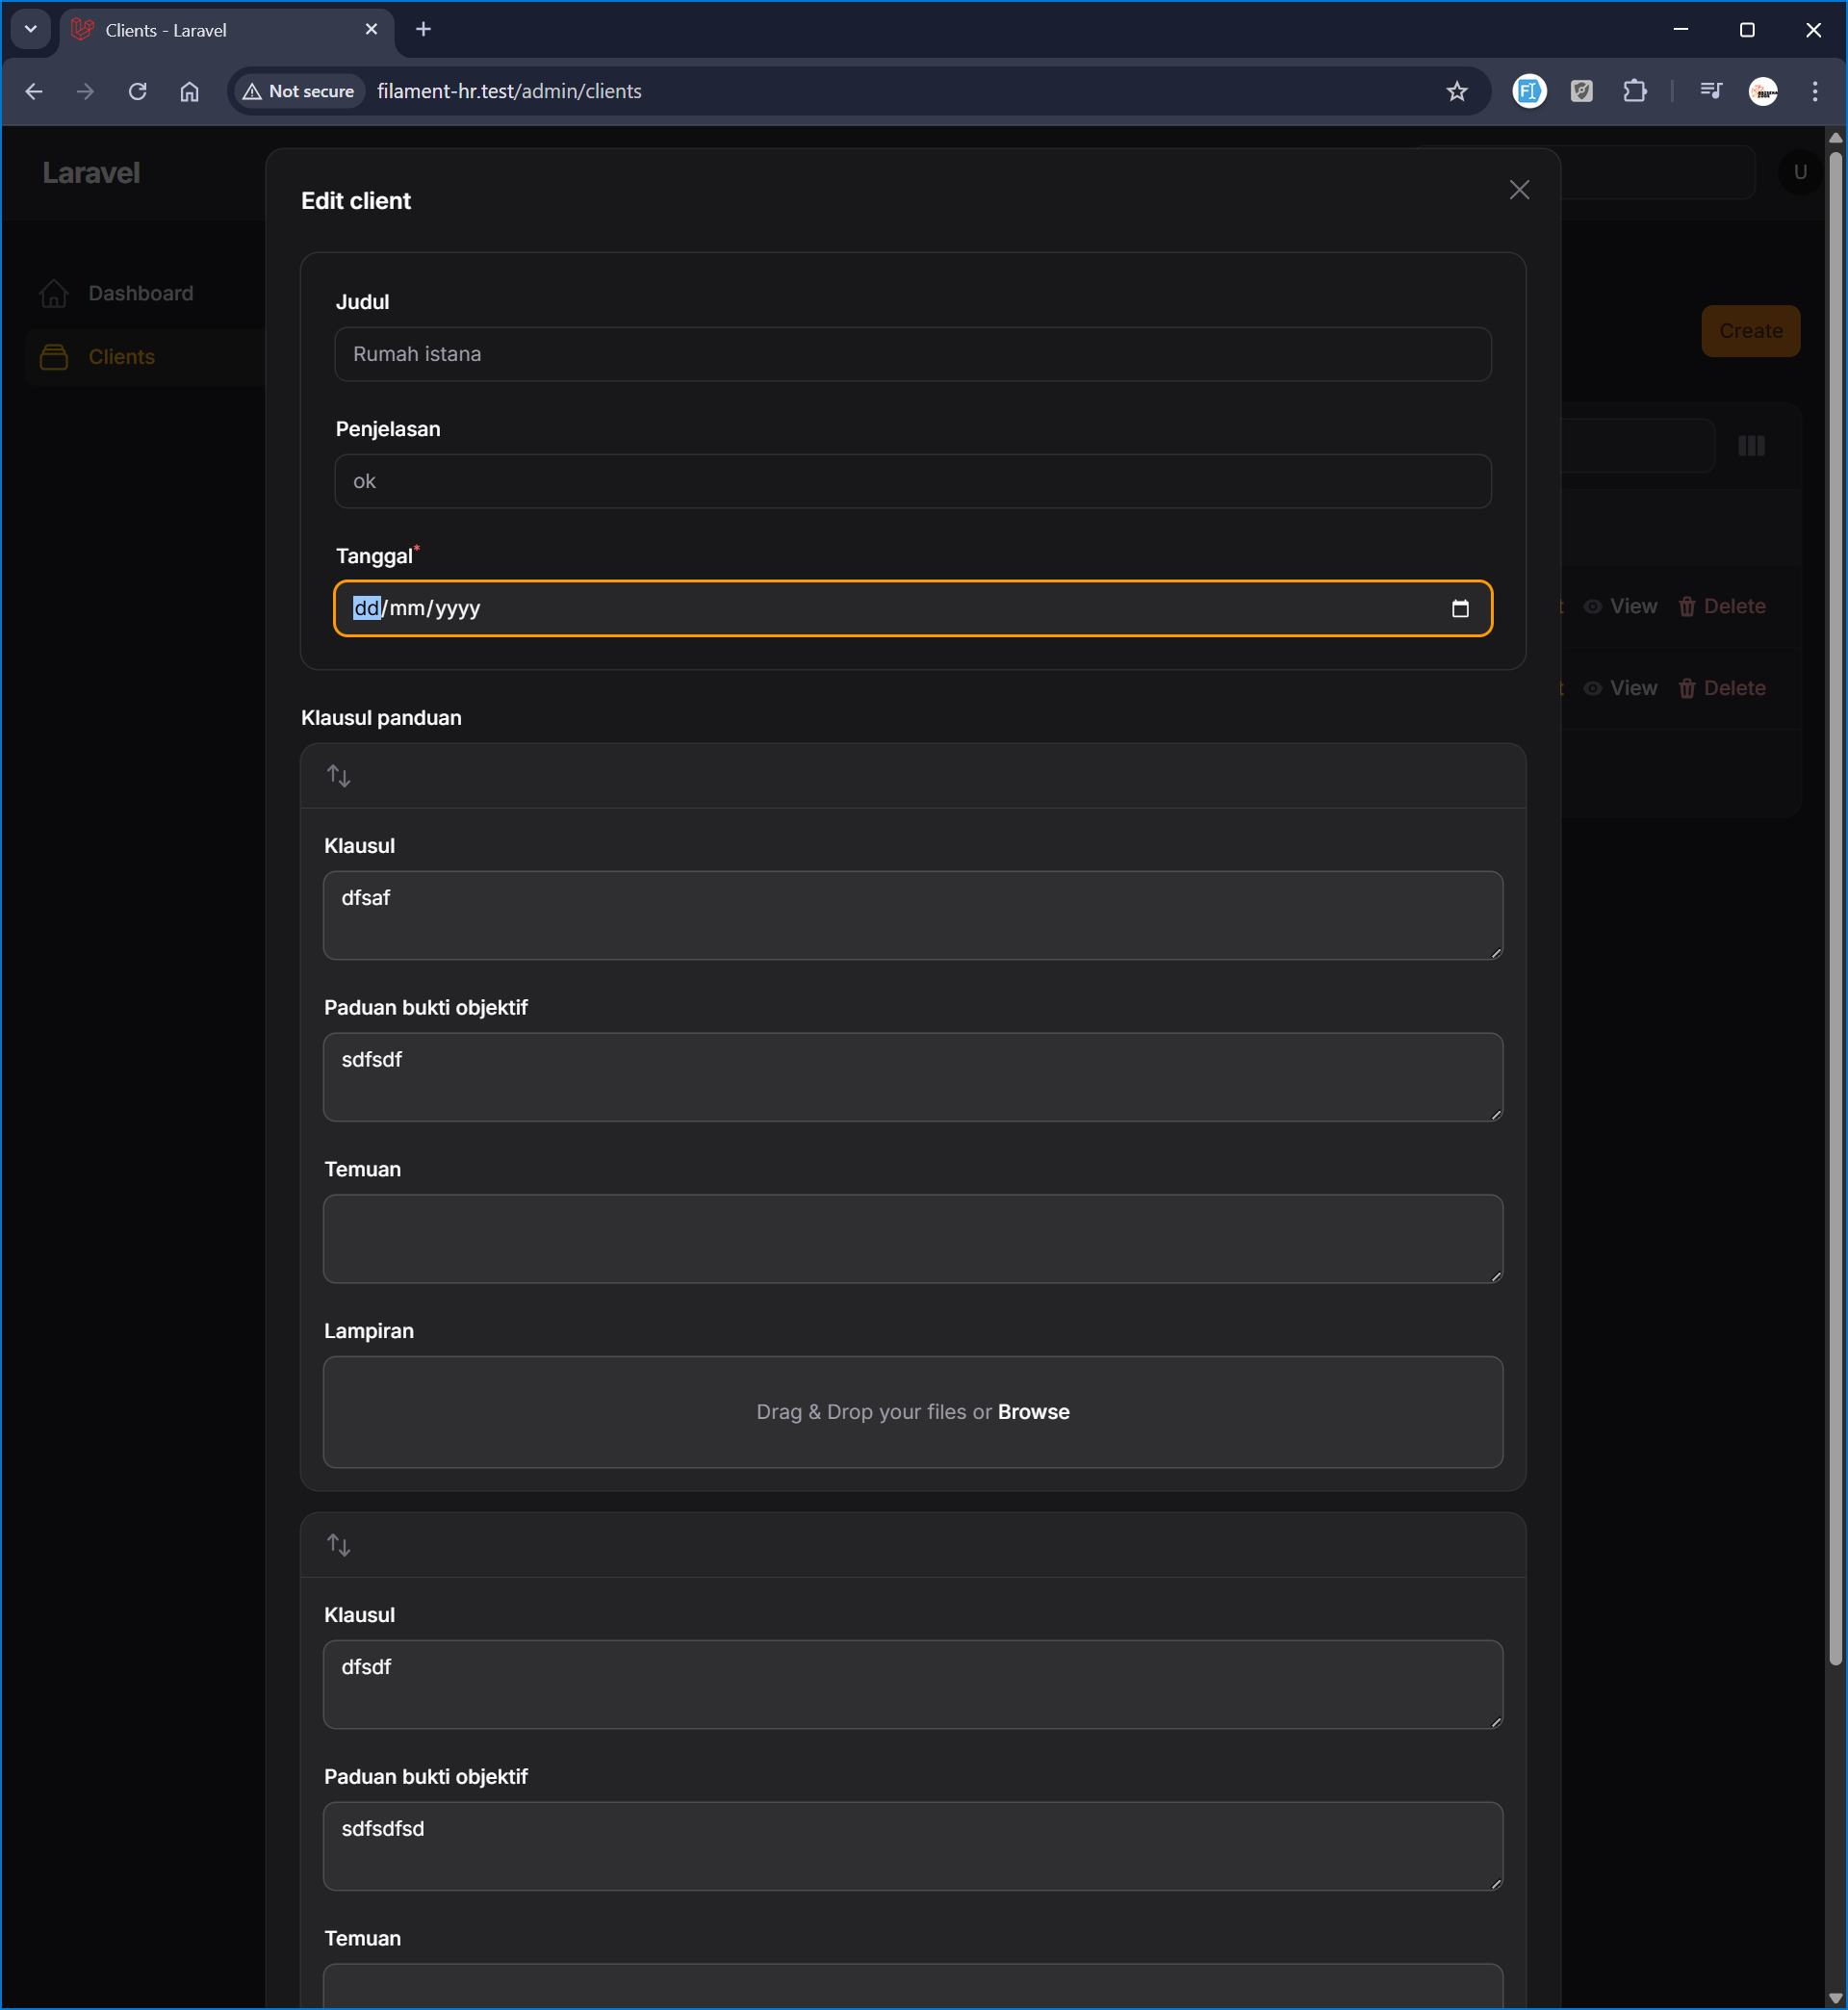 Clients - Laravel
Not secure
filament-hr.test/admin/clients
Laravel
U
Edit client
Dashboard
Clients
Create
Judul
Rumah istana
Penjelasan
ok
Tanggal*
dd/mm/yyyy
View Delete
View Delete
Klausul panduan
Klausul
dfsaf
Paduan bukti objektif
sdfsdf
Temuan
Lampiran
Drag & Drop your files or Browse
Klausul
dfsdf
Paduan bukti objektif
sdfsdfsd
Temuan